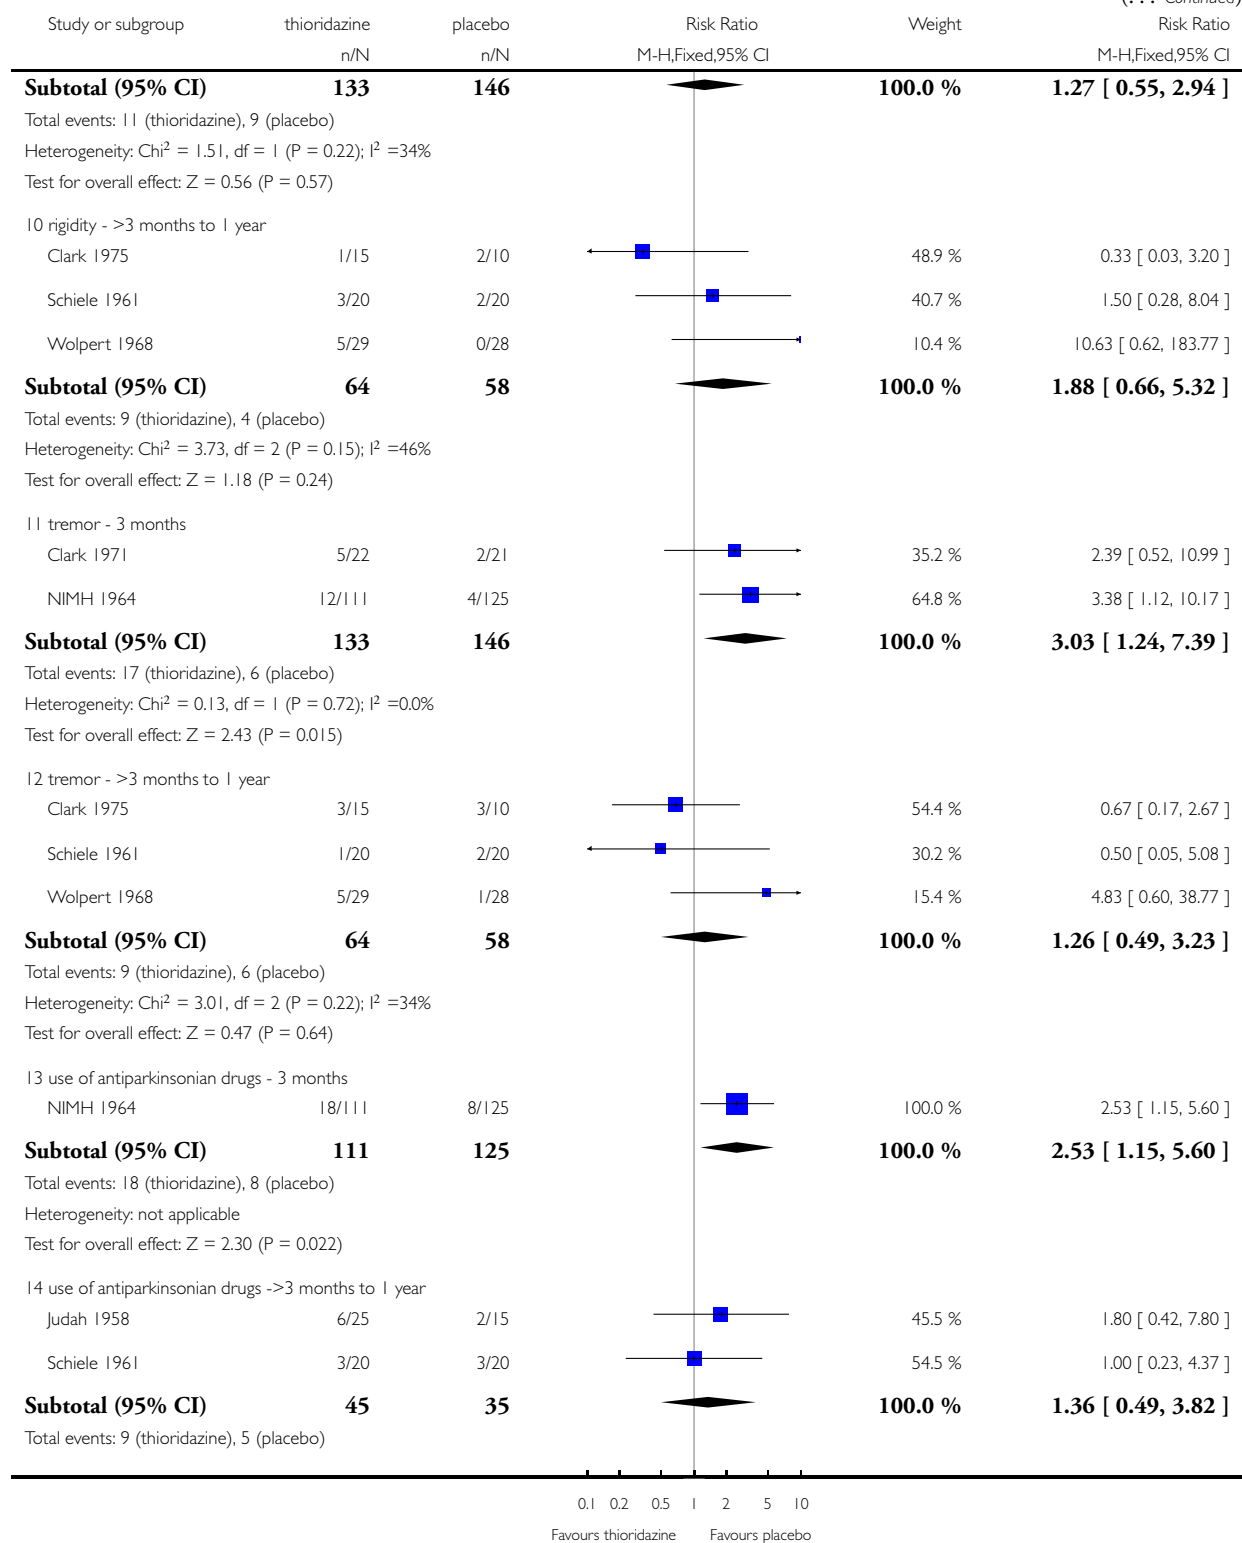 (... Continued)
Study or subgroup thioridazine placebo Risk Ratio Weight Risk Ratio
n/N n/N M-H,Fixed,95% CI M-H,Fixed,95% CI
Subtotal (95% CI) 133 146 100.0 % 1.27 [ 0.55, 2.94 ]
Total events: 11 (thioridazine), 9 (placebo)
Heterogeneity: Chi² = 1.51, df = 1 (P = 0.22); I² =34%
Test for overall effect: Z = 0.56 (P = 0.57)
10 rigidity - >3 months to 1 year
Clark 1975 1/15 2/10 48.9 % 0.33 [ 0.03, 3.20 ]
Schiele 1961 3/20 2/20 40.7 % 1.50 [ 0.28, 8.04 ]
Wolpert 1968 5/29 0/28 10.4 % 10.63 [ 0.62, 183.77 ]
Subtotal (95% CI) 64 58 100.0 % 1.88 [ 0.66, 5.32 ]
Total events: 9 (thioridazine), 4 (placebo)
Heterogeneity: Chi² = 3.73, df = 2 (P = 0.15); I² =46%
Test for overall effect: Z = 1.18 (P = 0.24)
11 tremor - 3 months
Clark 1971 5/22 2/21 35.2 % 2.39 [ 0.52, 10.99 ]
NIMH 1964 12/111 4/125 64.8 % 3.38 [ 1.12, 10.17 ]
Subtotal (95% CI) 133 146 100.0 % 3.03 [ 1.24, 7.39 ]
Total events: 17 (thioridazine), 6 (placebo)
Heterogeneity: Chi² = 0.13, df = 1 (P = 0.72); I² =0.0%
Test for overall effect: Z = 2.43 (P = 0.015)
12 tremor - >3 months to 1 year
Clark 1975 3/15 3/10 54.4 % 0.67 [ 0.17, 2.67 ]
Schiele 1961 1/20 2/20 30.2 % 0.50 [ 0.05, 5.08 ]
Wolpert 1968 5/29 1/28 15.4 % 4.83 [ 0.60, 38.77 ]
Subtotal (95% CI) 64 58 100.0 % 1.26 [ 0.49, 3.23 ]
Total events: 9 (thioridazine), 6 (placebo)
Heterogeneity: Chi² = 3.01, df = 2 (P = 0.22); I² =34%
Test for overall effect: Z = 0.47 (P = 0.64)
13 use of antiparkinsonian drugs - 3 months
NIMH 1964 18/111 8/125 100.0 % 2.53 [ 1.15, 5.60 ]
Subtotal (95% CI) 111 125 100.0 % 2.53 [ 1.15, 5.60 ]
Total events: 18 (thioridazine), 8 (placebo)
Heterogeneity: not applicable
Test for overall effect: Z = 2.30 (P = 0.022)
14 use of antiparkinsonian drugs ->3 months to 1 year
Judah 1958 6/25 2/15 45.5 % 1.80 [ 0.42, 7.80 ]
Schiele 1961 3/20 3/20 54.5 % 1.00 [ 0.23, 4.37 ]
Subtotal (95% CI) 45 35 100.0 % 1.36 [ 0.49, 3.82 ]
Total events: 9 (thioridazine), 5 (placebo)
0.1 0.2 0.5 1 2 5 10
Favours thioridazine Favours placebo